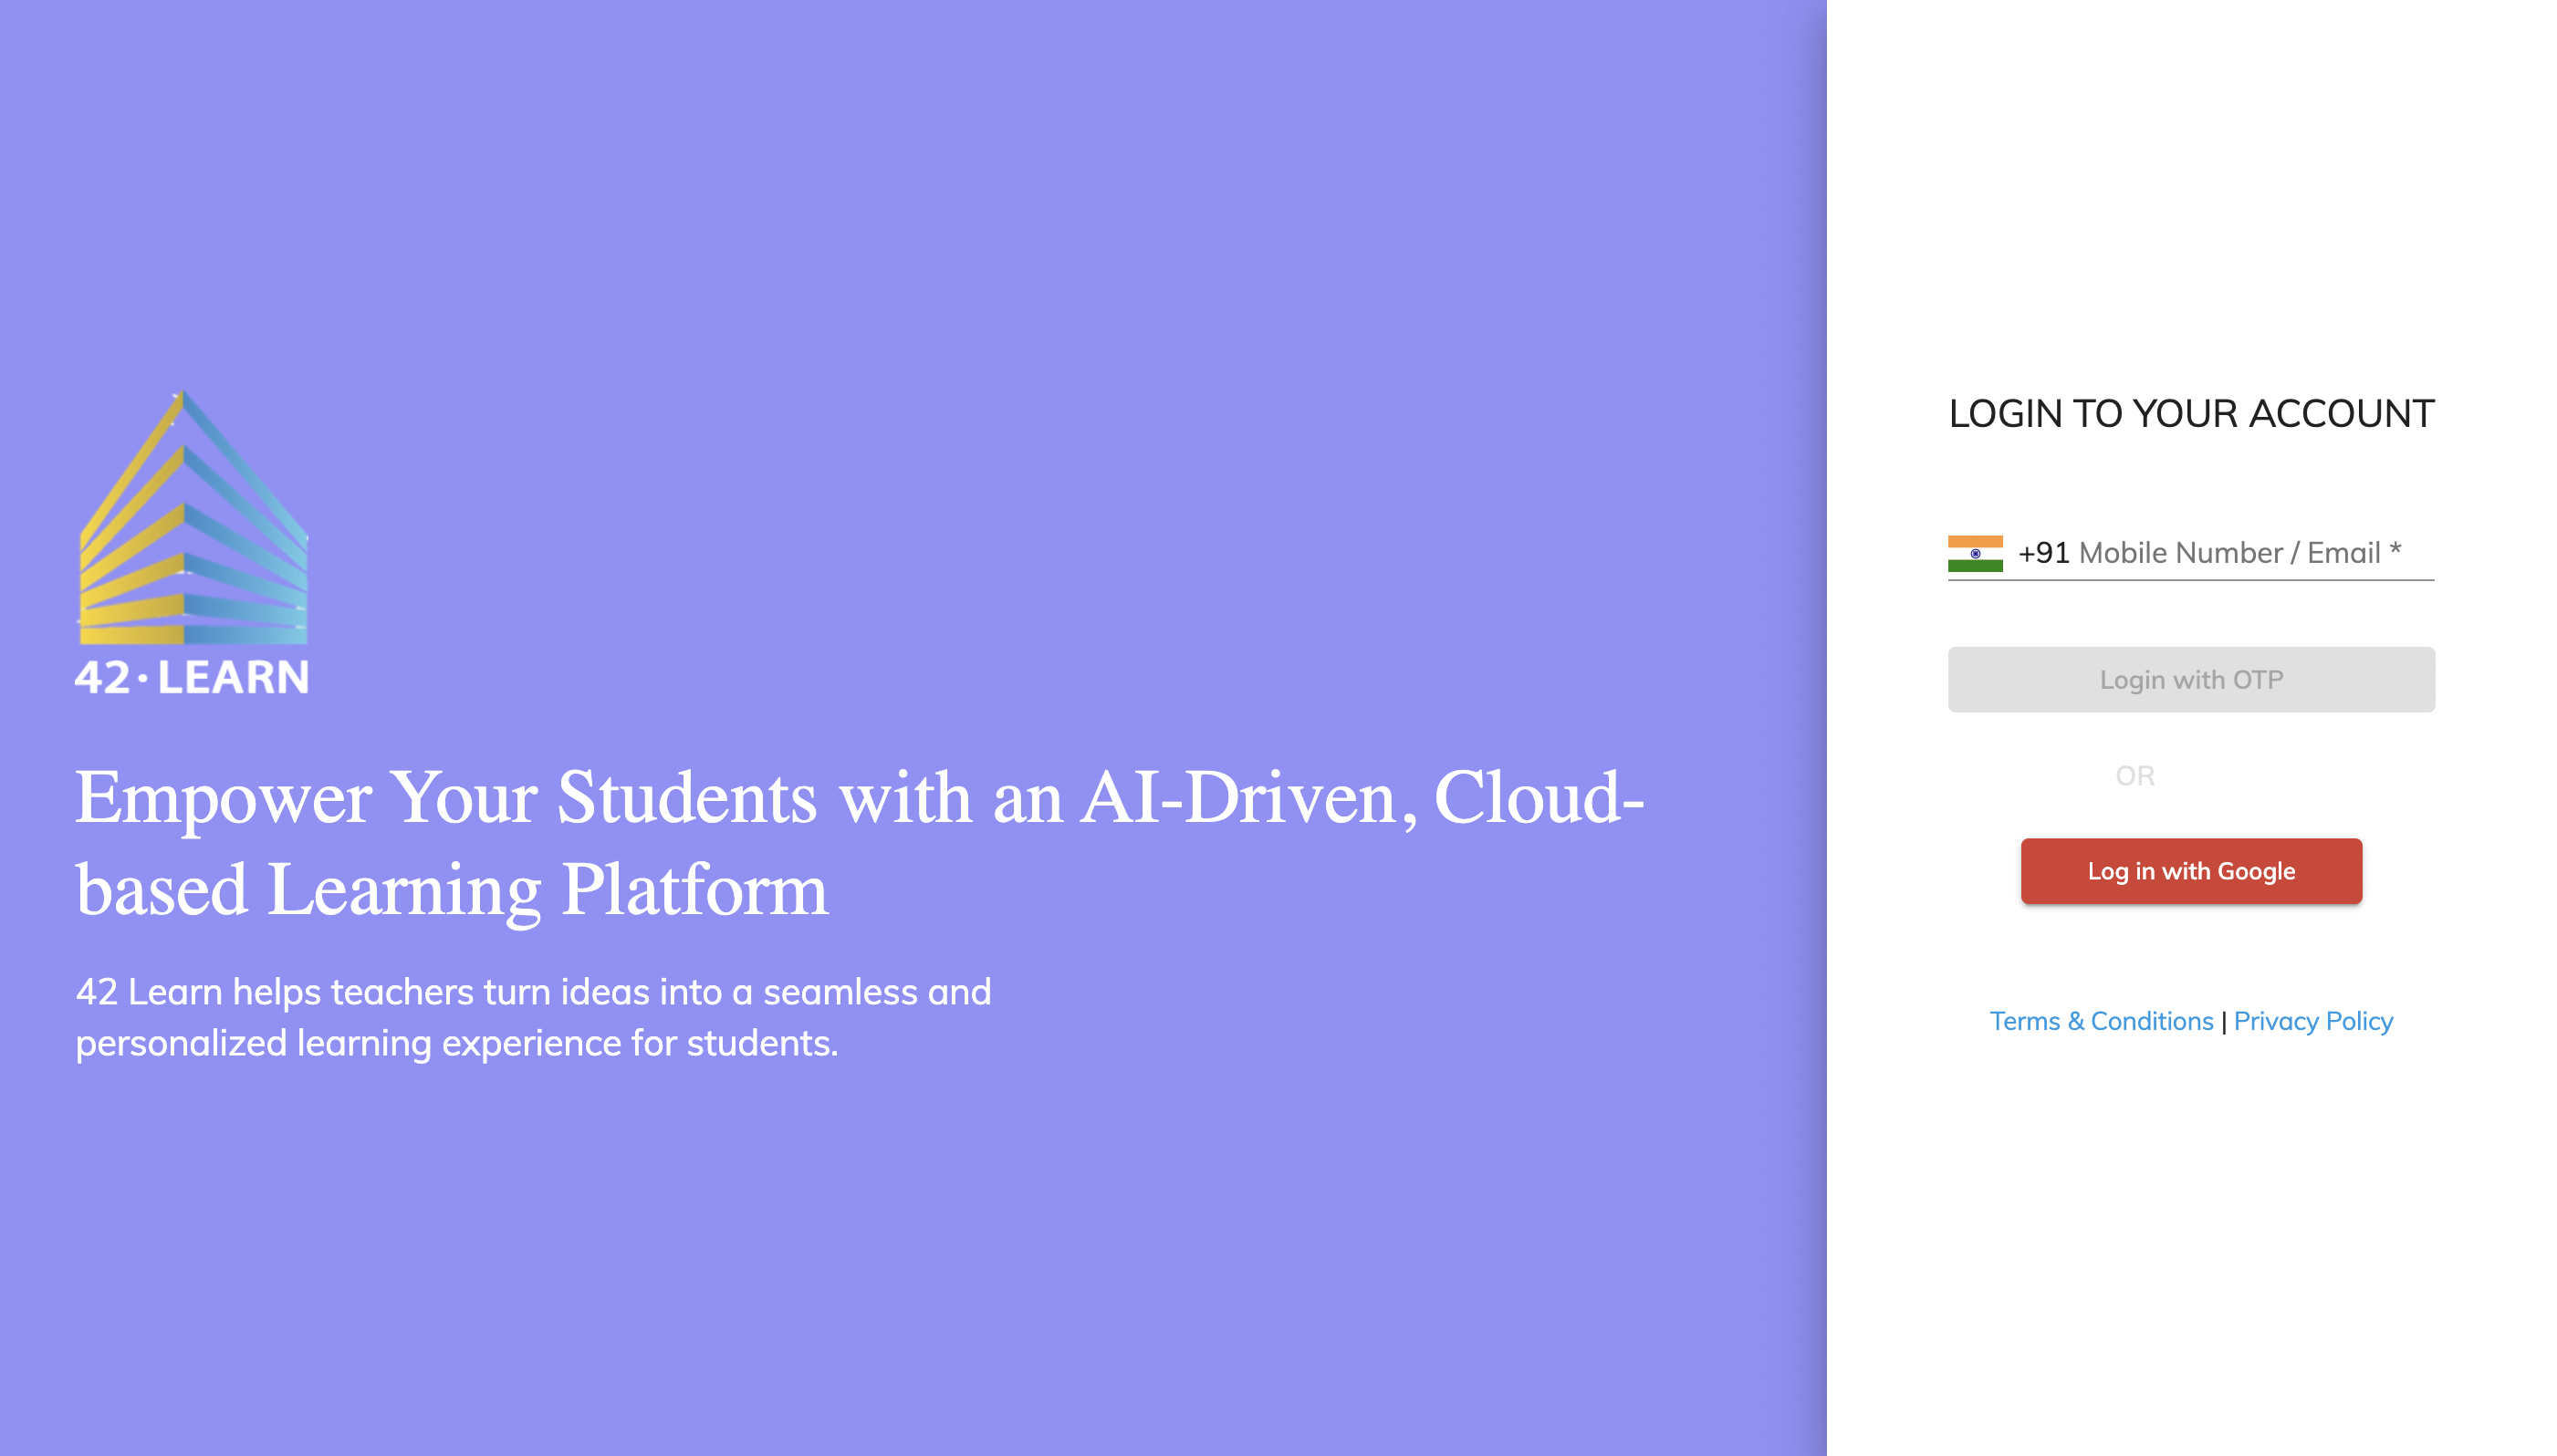 42·LEARN
Empower Your Students with an AI-Driven, Cloud-
based Learning Platform
42 Learn helps teachers turn ideas into a seamless and
personalized learning experience for students.
LOGIN TO YOUR ACCOUNT
+91 Mobile Number / Email *
Login with OTP
OR
Log in with Google
Terms & Conditions | Privacy Policy